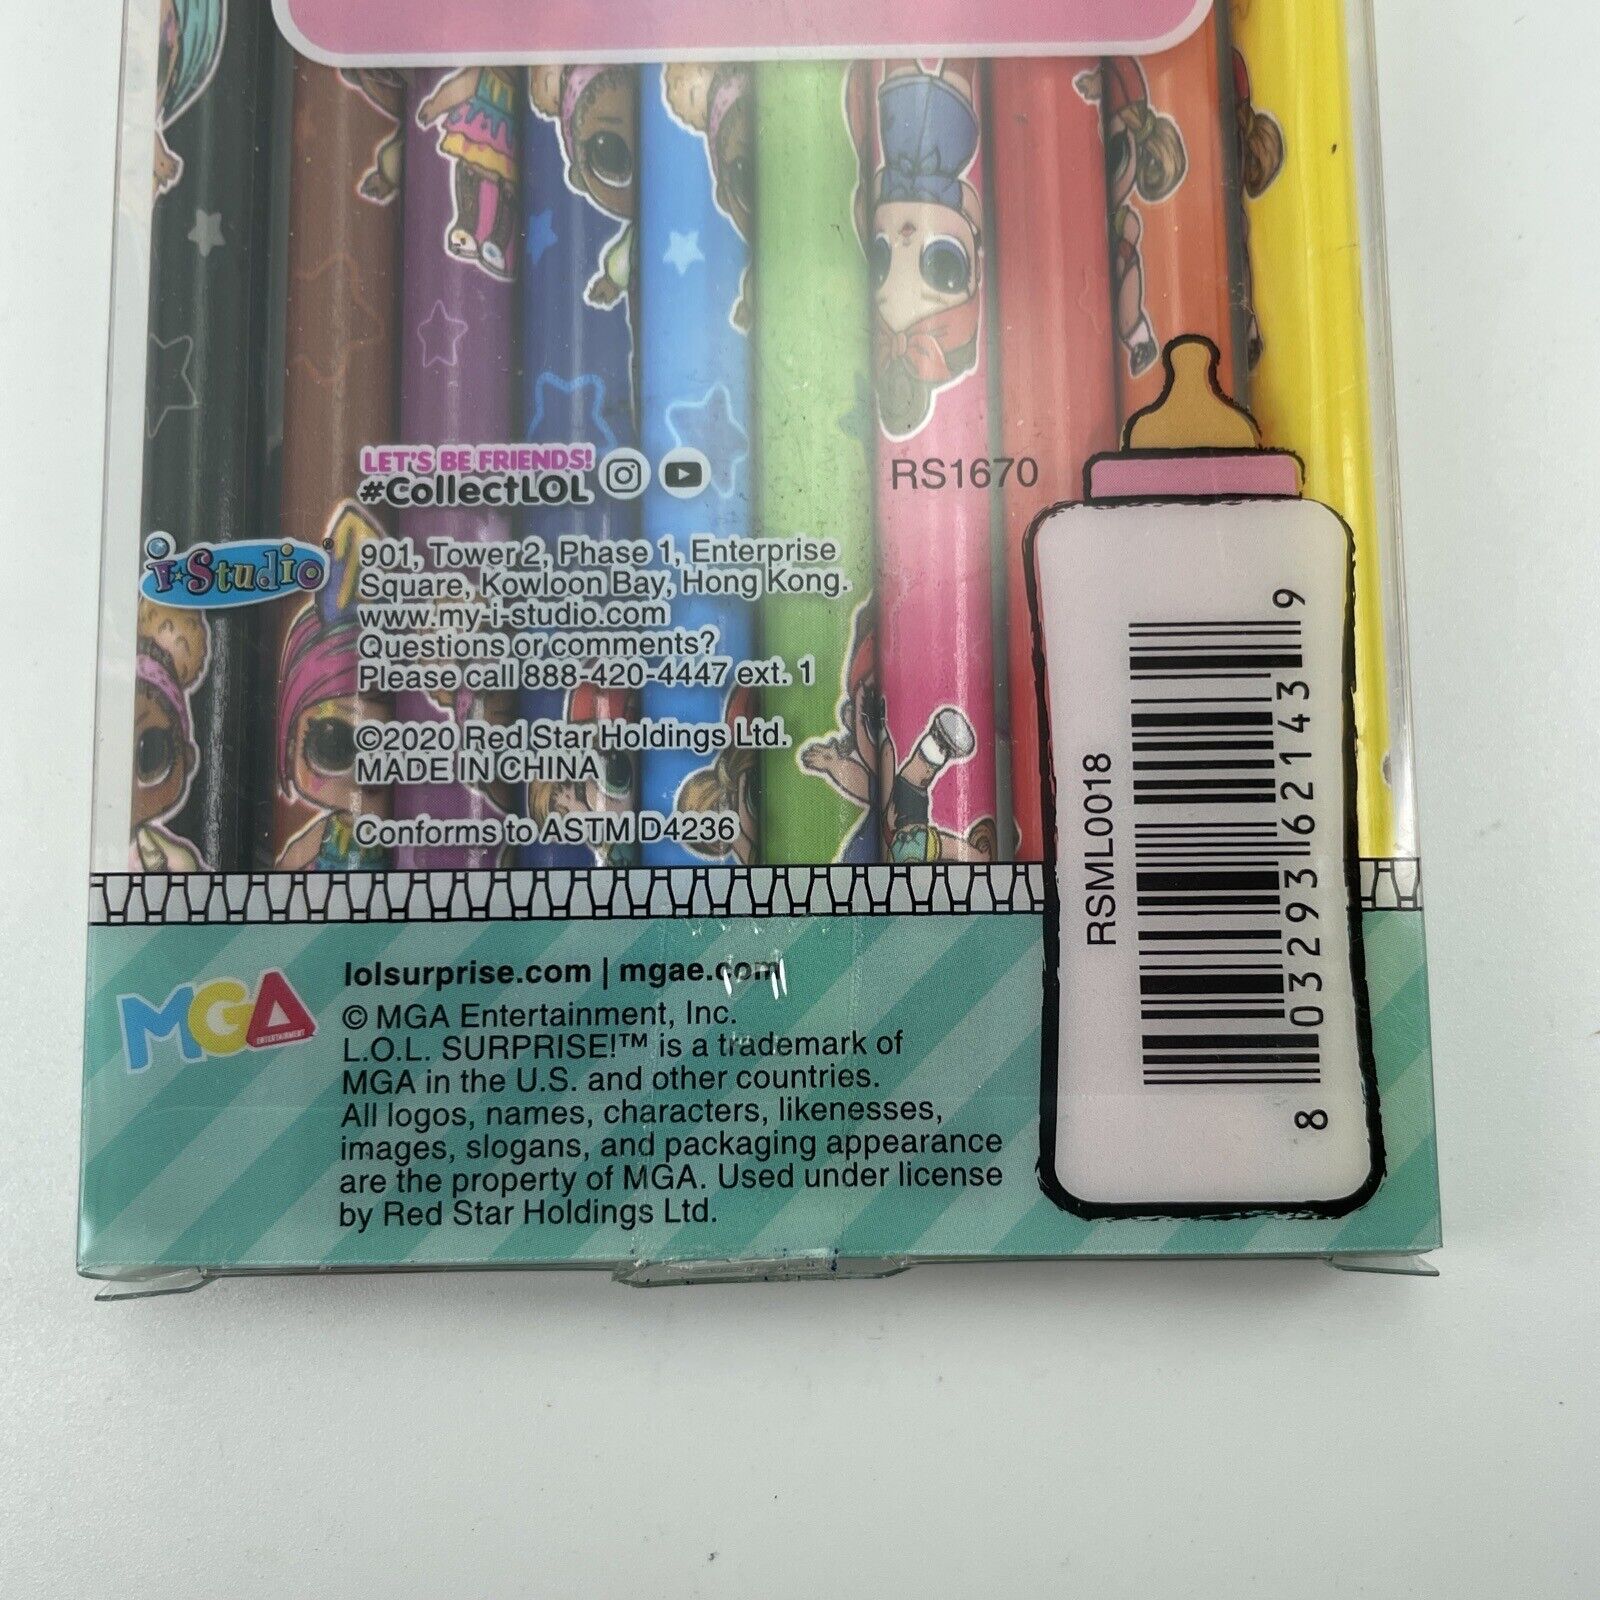 LET'S BE FRIENDS!
#CollectLOL
RS1670
i-Studio®
901, Tower 2, Phase 1, Enterprise
Square, Kowloon Bay, Hong Kong.
www.my-i-studio.com
Questions or comments?
Please call 888-420-4447 ext. 1
©2020 Red Star Holdings Ltd.
MADE IN CHINA
Conforms to ASTM D4236
RSML0018
8 03293 62143 9
MGA
ENTERTAINMENT
lolsurprise.com | mgae.com
© MGA Entertainment, Inc.
L.O.L. SURPRISE!™ is a trademark of
MGA in the U.S. and other countries.
All logos, names, characters, likenesses,
images, slogans, and packaging appearance
are the property of MGA. Used under license
by Red Star Holdings Ltd.